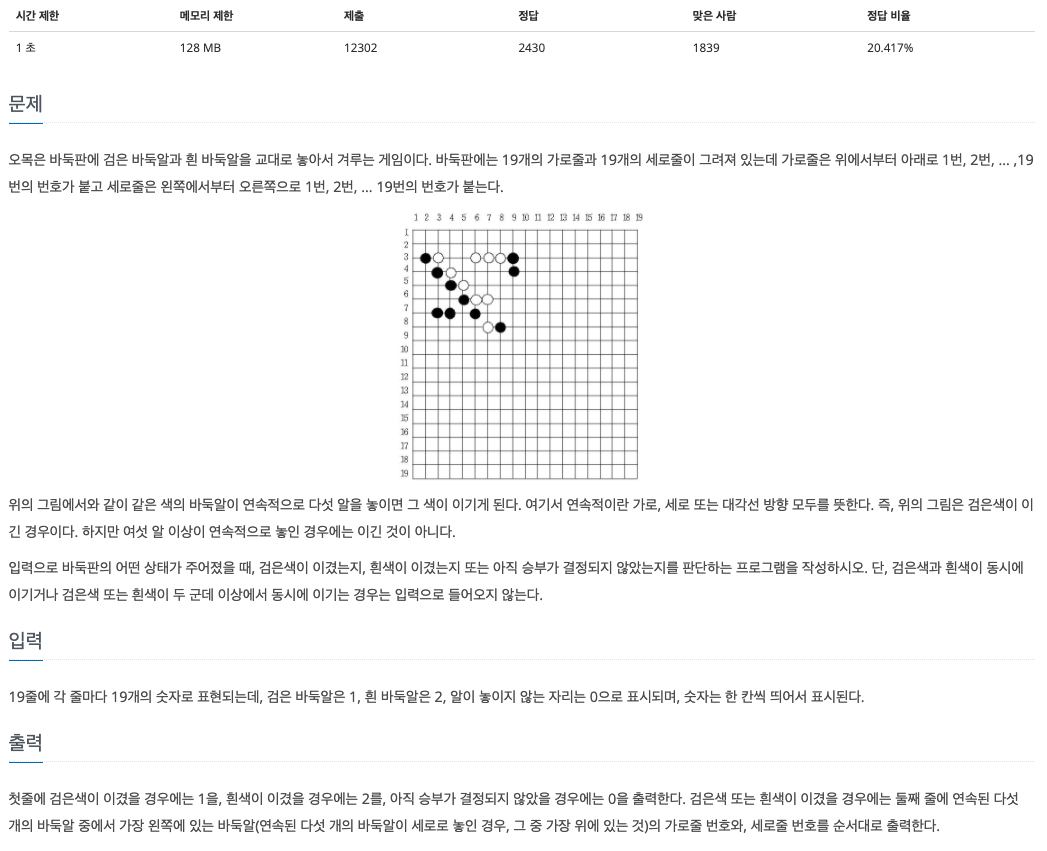 시간 제한 메모리 제한 제출 정답 맞은 사람 정답 비율
1 초 128 MB 12302 2430 1839 20.417%
문제
오목은 바둑판에 검은 바둑알과 흰 바둑알을 교대로 놓아서 겨루는 게임이다. 바둑판에는 19개의 가로줄과 19개의 세로줄이 그려져 있는데 가로줄은 위에서부터 아래로 1번, 2번, ... ,19
번의 번호가 붙고 세로줄은 왼쪽에서부터 오른쪽으로 1번, 2번, ... 19번의 번호가 붙는다.
1 2 3 4 5 6 7 8 9 10 11 12 13 14 15 16 17 18 19
1
2
3
4
5
6
7
8
9
10
11
12
13
14
15
16
17
18
19
위의 그림에서와 같이 같은 색의 바둑알이 연속적으로 다섯 알을 놓이면 그 색이 이기게 된다. 여기서 연속적이란 가로, 세로 또는 대각선 방향 모두를 뜻한다. 즉, 위의 그림은 검은색이 이
긴 경우이다. 하지만 여섯 알 이상이 연속적으로 놓인 경우에는 이긴 것이 아니다.
입력으로 바둑판의 어떤 상태가 주어졌을 때, 검은색이 이겼는지, 흰색이 이겼는지 또는 아직 승부가 결정되지 않았는지를 판단하는 프로그램을 작성하시오. 단, 검은색과 흰색이 동시에
이기거나 검은색 또는 흰색이 두 군데 이상에서 동시에 이기는 경우는 입력으로 들어오지 않는다.
입력
19줄에 각 줄마다 19개의 숫자로 표현되는데, 검은 바둑알은 1, 흰 바둑알은 2, 알이 놓이지 않는 자리는 0으로 표시되며, 숫자는 한 칸씩 띄어서 표시된다.
출력
첫줄에 검은색이 이겼을 경우에는 1을, 흰색이 이겼을 경우에는 2를, 아직 승부가 결정되지 않았을 경우에는 0을 출력한다. 검은색 또는 흰색이 이겼을 경우에는 둘째 줄에 연속된 다섯
개의 바둑알 중에서 가장 왼쪽에 있는 바둑알(연속된 다섯 개의 바둑알이 세로로 놓인 경우, 그 중 가장 위에 있는 것)의 가로줄 번호와, 세로줄 번호를 순서대로 출력한다.